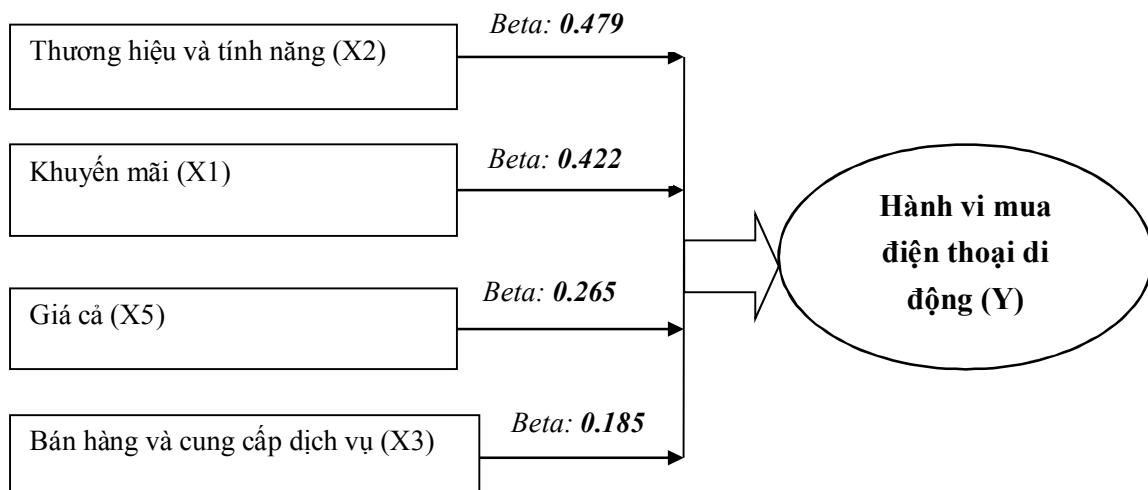 Beta: 0.479
Thương hiệu và tính năng (X2)
Beta: 0.422
Khuyến mãi (X1)
Hành vi mua
điện thoại di
động (Y)
Beta: 0.265
Giá cả (X5)
Beta: 0.185
Bán hàng và cung cấp dịch vụ (X3)